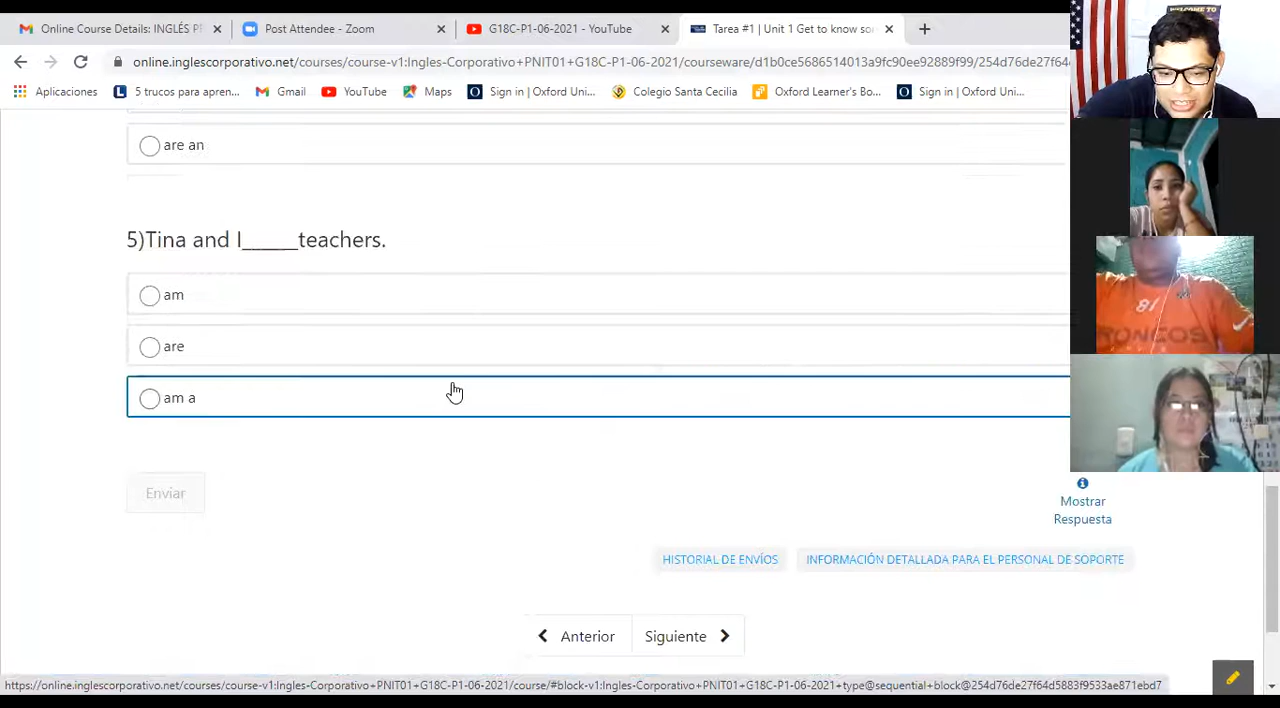 Online Course Details: INGLÉS P
Post Attendee - Zoom
G18C-P1-06-2021 - YouTube
Tarea #1 | Unit 1 Get to know so
online.inglescorporativo.net/courses/course-v1:Ingles-Corporativo+PNIT01+G18C-P1-06-2021/courseware/d1b0ce5686514013a9fc90ee92889f99/254d76de27f64
Aplicaciones
5 trucos para apren...
Gmail
YouTube
Maps
Sign in | Oxford Uni...
Colegio Santa Cecilia
Oxford Learner's Bo...
Sign in | Oxford Uni...
WELCOME TO
are an
5)Tina and I______teachers.
am
are
am a
Enviar
Mostrar
Respuesta
HISTORIAL DE ENVÍOS
INFORMACIÓN DETALLADA PARA EL PERSONAL DE SOPORTE
Anterior
Siguiente
81
https://online.inglescorporativo.net/courses/course-v1:Ingles-Corporativo+PNIT01+G18C-P1-06-2021/course/#block-v1:Ingles-Corporativo+PNIT01+G18C-P1-06-2021+type@sequential+block@254d76de27f64d5883f9533ae871ebd7